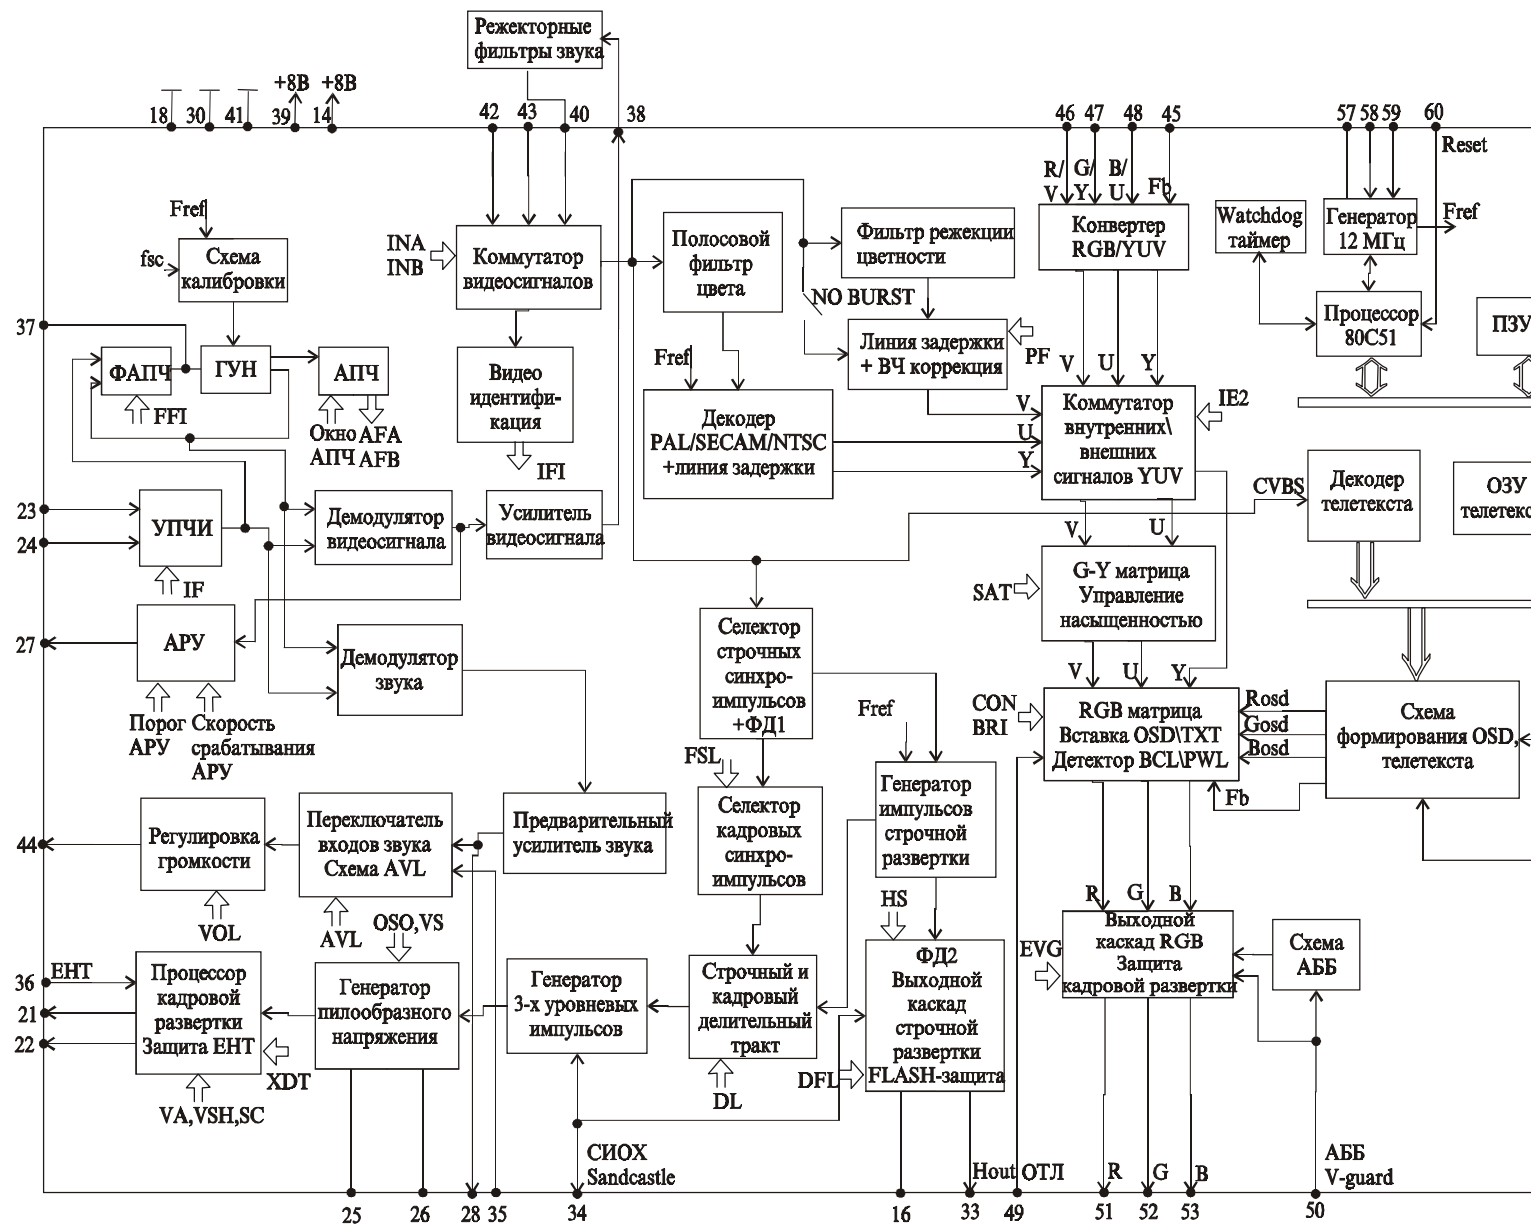 Режекторные
фильтры звука
+8В
+8В
18
30
41
39
14
42
43
40
38
46
47
48
45
57
58
59
60
Reset
R/
V
G/
Y
B/
U
Fb
Fref
fsc
Схема
калибровки
INA
INB
Коммутатор
видеосигналов
Полосовой
фильтр
цвета
Фильтр режекции
цветности
NO BURST
Конвертер
RGB/YUV
Watchdog
таймер
Генератор
12 МГц
Fref
Процессор
80С51
ПЗУ
37
ФАПЧ
ГУН
АПЧ
FFI
Окно
АПЧ
AFA
AFB
Видео
идентифи-
кация
IFI
Fref
Линия задержки
+ ВЧ коррекция
PF
Декодер
PAL/SECAM/NTSC
+линия задержки
V
U
Y
V
U
Y
Коммутатор
внутренних\
внешних
сигналов YUV
IE2
CVBS
Декодер
телетекста
ОЗУ
телетекс
23
24
УПЧИ
IF
Демодулятор
видеосигнала
Усилитель
видеосигнала
V
U
SAT
G-Y матрица
Управление
насыщенностью
27
АРУ
Порог
АРУ
Скорость
срабатывания
АРУ
Демодулятор
звука
Селектор
строчных
синхро-
импульсов
+ФД1
FSL
Fref
V
U
Y
CON
BRI
RGB матрица
Вставка OSD\TXT
Детектор BCL\PWL
Rosd
Gosd
Bosd
Fb
Схема
формирования OSD,
телетекста
44
Регулировка
громкости
VOL
Переключатель
входов звука
Схема AVL
AVL
Предварительный
усилитель звука
Селектор
кадровых
синхро-
импульсов
Генератор
импульсов
строчной
развертки
HS
R
G
B
36
EHT
21
22
Процессор
кадровой
развертки
Защита EHT
XDT
VA,VSH,SC
OSO,VS
Генератор
пилообразного
напряжения
Генератор
3-х уровневых
импульсов
Строчный и
кадровый
делительный
тракт
DL
ФД2
Выходной
каскад
строчной
развертки
FLASH-защита
DFL
EVG
Выходной
каскад RGB
Защита
кадровой развертки
Схема
АББ
СИОХ
Sandcastle
Hout
ОТЛ
R
G
B
АББ
V-guard
25
26
28
35
34
16
33
49
51
52
53
50